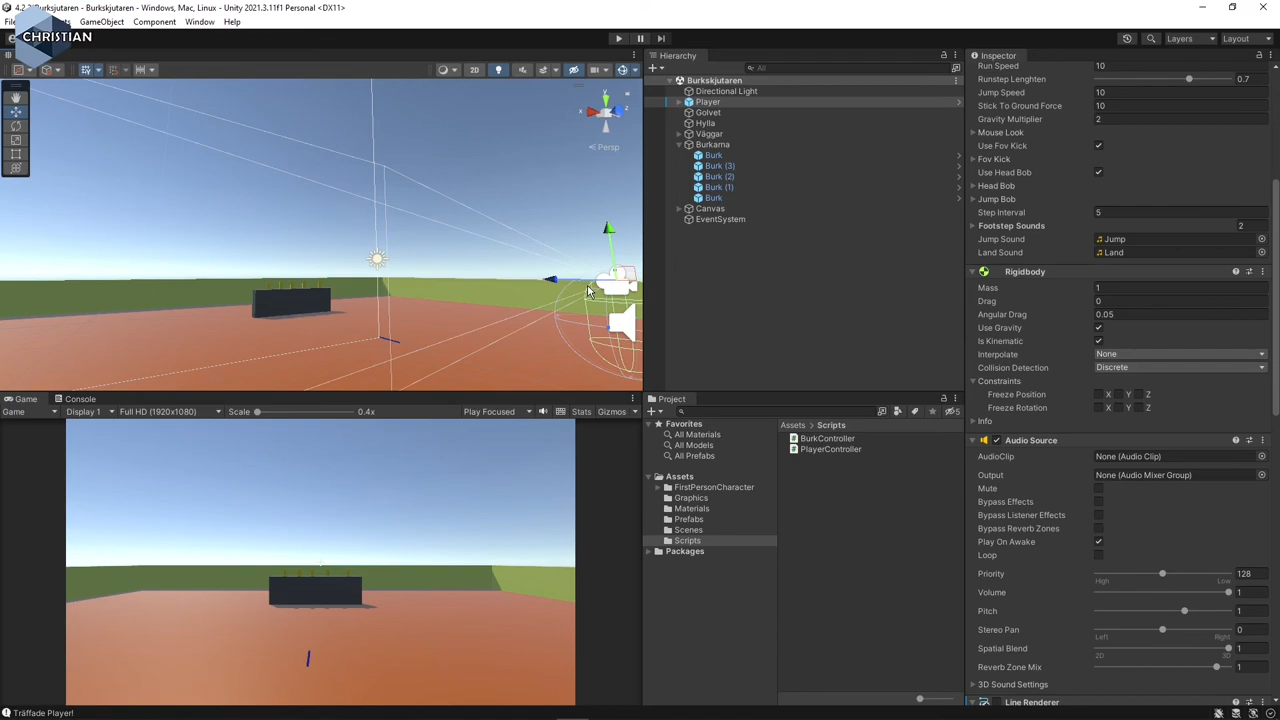 4.2.2 Burkskjutaren - Burkskjutaren - Windows, Mac, Linux - Unity 2021.3.11f1 Personal <DX11>
GameObject Component Window Help
CHRISTIAN
Layers Layout
2D
Persp
Game Console
Game Display 1 Full HD (1920x1080) Scale 0.4x Play Focused Stats Gizmos
Träffade Player!
Hierarchy
All
Burkskjutaren
Directional Light
Player
Golvet
Hylla
Väggar
Burkarna
Burk
Burk (3)
Burk (2)
Burk (1)
Burk
Canvas
EventSystem
Project
5
Favorites
All Materials
All Models
All Prefabs
Assets
FirstPersonCharacter
Graphics
Materials
Prefabs
Scenes
Scripts
Packages
Assets Scripts
BurkController
PlayerController
Inspector
Run Speed 10
Runstep Lenghten 0.7
Jump Speed 10
Stick To Ground Force 10
Gravity Multiplier 2
Mouse Look
Use Fov Kick
Fov Kick
Use Head Bob
Head Bob
Jump Bob
Step Interval 5
Footstep Sounds 2
Jump Sound Jump
Land Sound Land
Rigidbody
Mass 1
Drag 0
Angular Drag 0.05
Use Gravity
Is Kinematic
Interpolate None
Collision Detection Discrete
Constraints
Freeze Position X Y Z
Freeze Rotation X Y Z
Info
Audio Source
AudioClip None (Audio Clip)
Output None (Audio Mixer Group)
Mute
Bypass Effects
Bypass Listener Effects
Bypass Reverb Zones
Play On Awake
Loop
Priority 128
High Low
Volume 1
Pitch 1
Stereo Pan 0
Left Right
Spatial Blend 1
2D 3D
Reverb Zone Mix 1
3D Sound Settings
Line Renderer